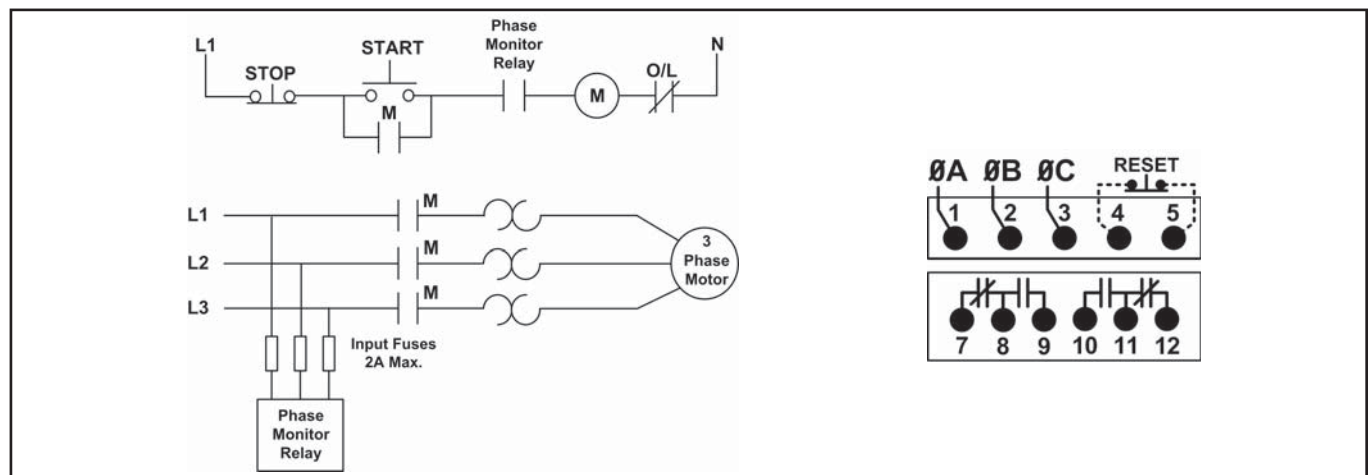 Phase
Monitor
Relay
L1
START
N
STOP
O/L
M
M
L1
M
L2
M
L3
M
3
Phase
Motor
Input Fuses
2A Max.
Phase
Monitor
Relay
ØA ØB ØC RESET
1 2 3 4 5
7 8 9 10 11 12